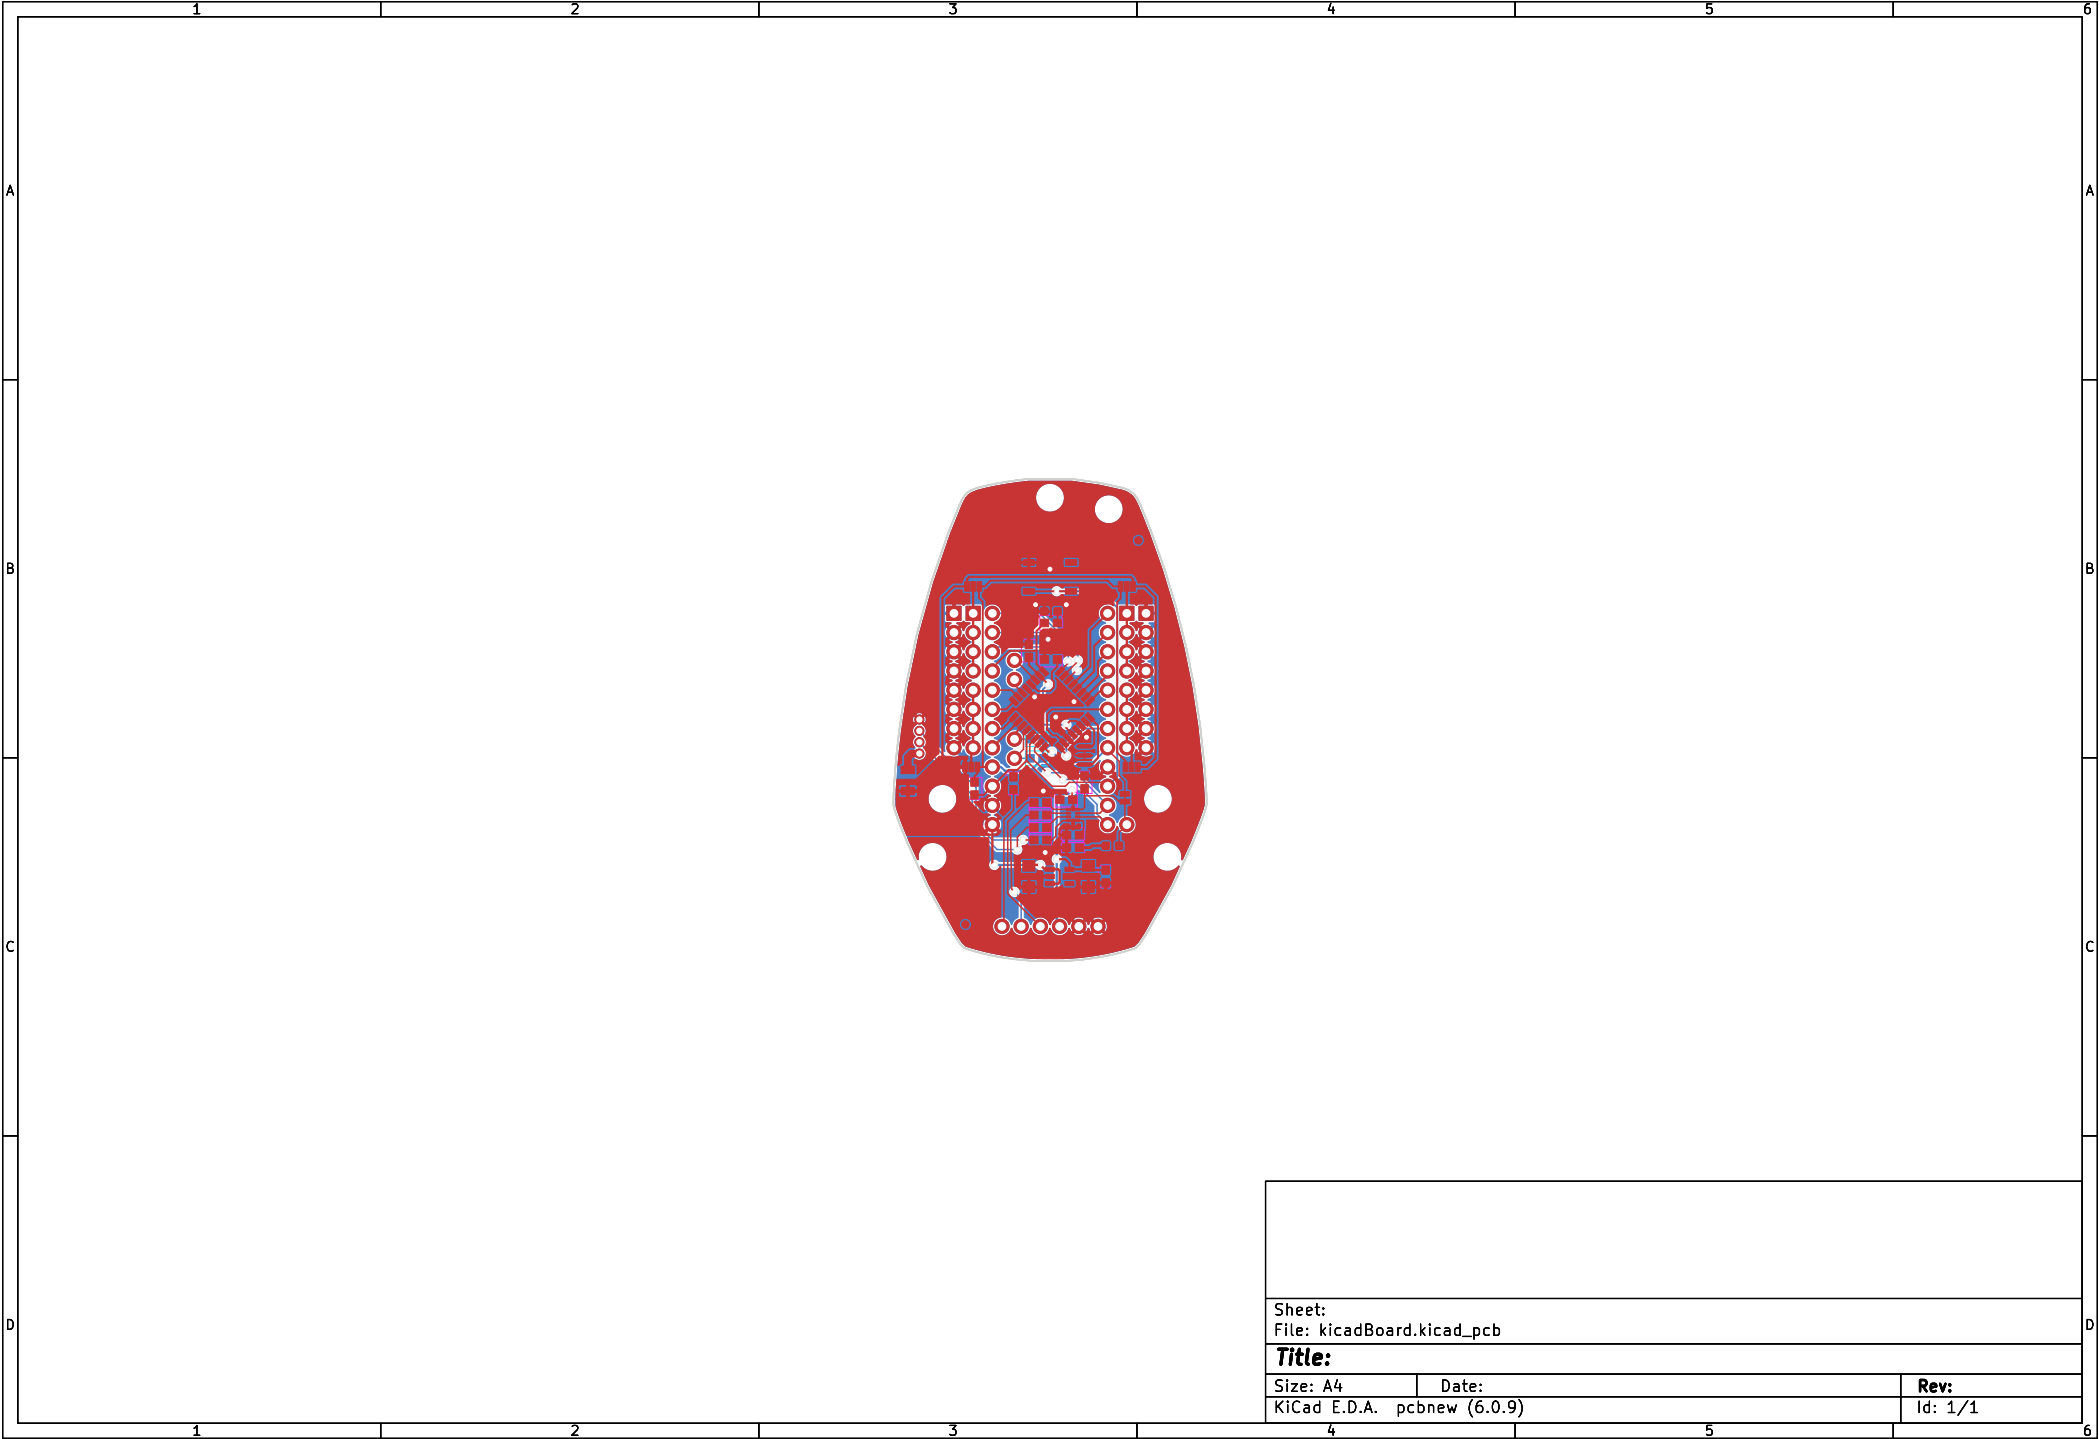 1 2 3 4 5 6
A A
B B
C C
Sheet:
File: kicadBoard.kicad_pcb
D D
Title:
Size: A4 Date: Rev:
KiCad E.D.A. pcbnew (6.0.9) Id: 1/1
1 2 3 4 5 6